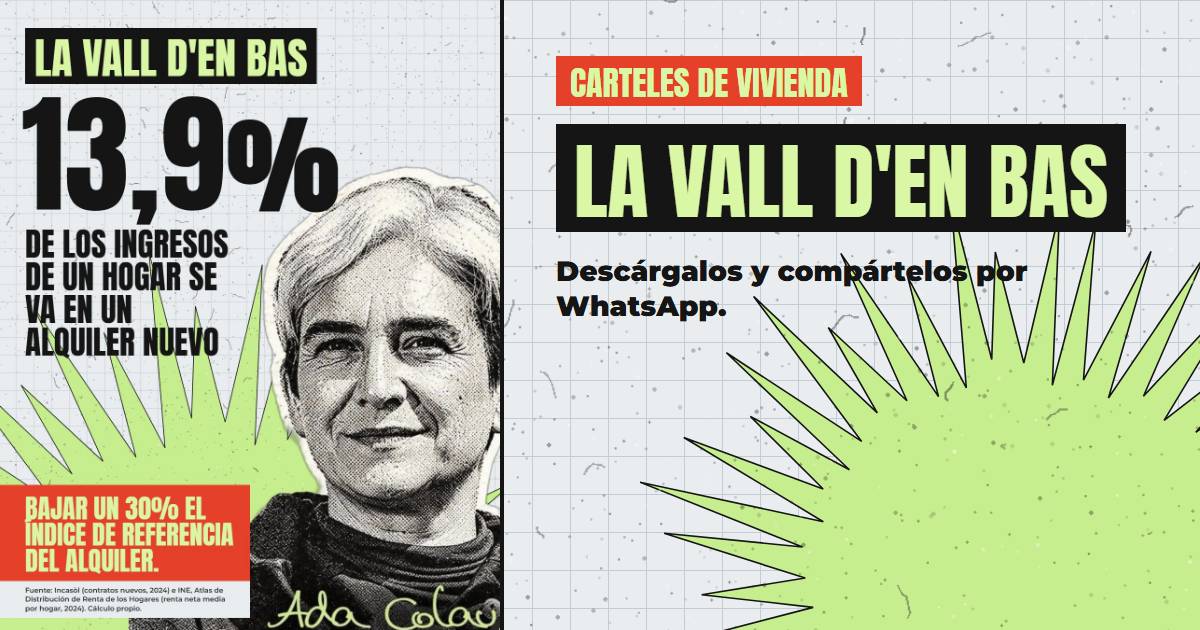 LA VALL D'EN BAS
13,9%
DE LOS INGRESOS
DE UN HOGAR SE
VA EN UN
ALQUILER NUEVO
BAJAR UN 30% EL
ÍNDICE DE REFERENCIA
DEL ALQUILER.
Fuente: Incasòl (contratos nuevos, 2024) e INE, Atlas de
Distribución de Renta de los Hogares (renta neta media
por hogar, 2024). Cálculo propio.
Ada Colau
CARTELES DE VIVIENDA
LA VALL D'EN BAS
Descárgalos y compártelos por
WhatsApp.